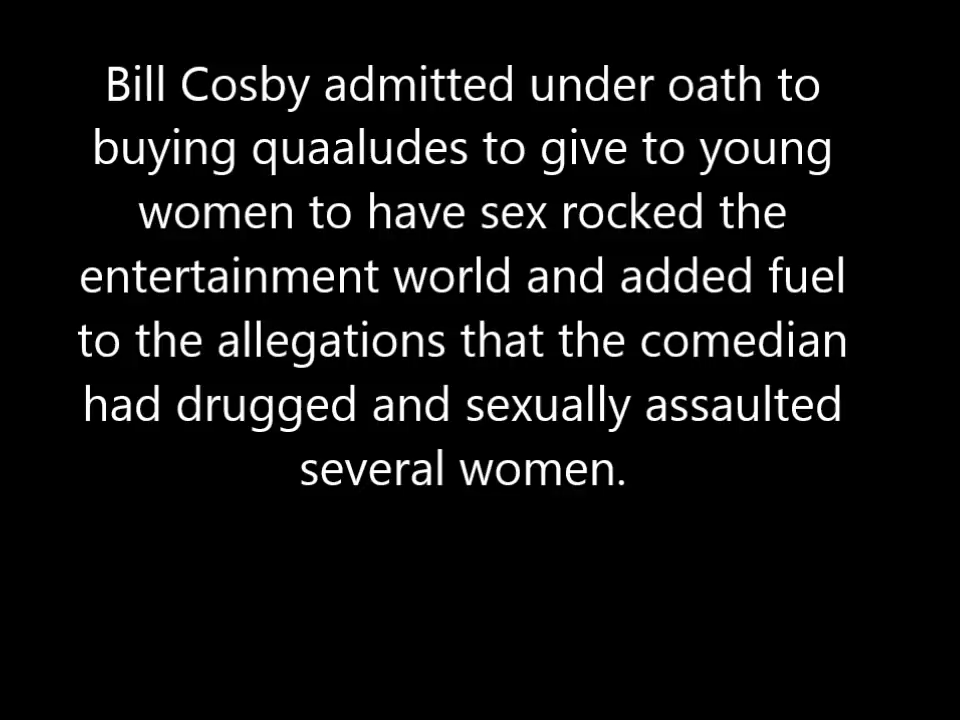 Bill Cosby admitted under oath to
buying quaaludes to give to young
women to have sex rocked the
entertainment world and added fuel
to the allegations that the comedian
had drugged and sexually assaulted
several women.